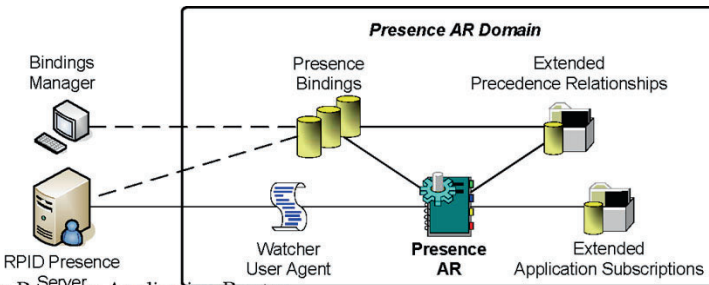 Presence AR Domain
Bindings
Manager
Presence
Bindings
Extended
Precedence Relationships
RPID Presence
Server
Watcher
User Agent
Presence
AR
Extended
Application Subscriptions
Application